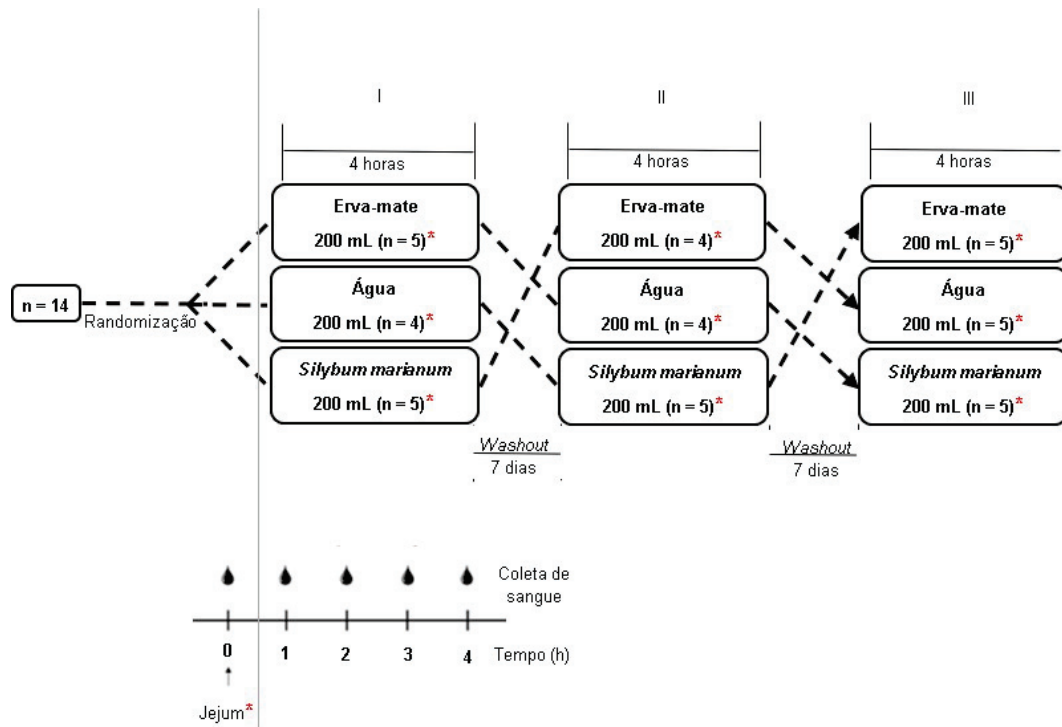 I
II
III
4 horas
4 horas
4 horas
Erva-mate
200 mL (n = 5)*
Erva-mate
200 mL (n = 4)*
Erva-mate
200 mL (n = 5)*
n = 14
Randomização
Água
200 mL (n = 4)*
Água
200 mL (n = 4)*
Água
200 mL (n = 5)*
Silybum marianum
200 mL (n = 5)*
Silybum marianum
200 mL (n = 5)*
Silybum marianum
200 mL (n = 5)*
Washout
7 dias
Washout
7 dias
Coleta de
sangue
0 1 2 3 4 Tempo (h)
Jejum*